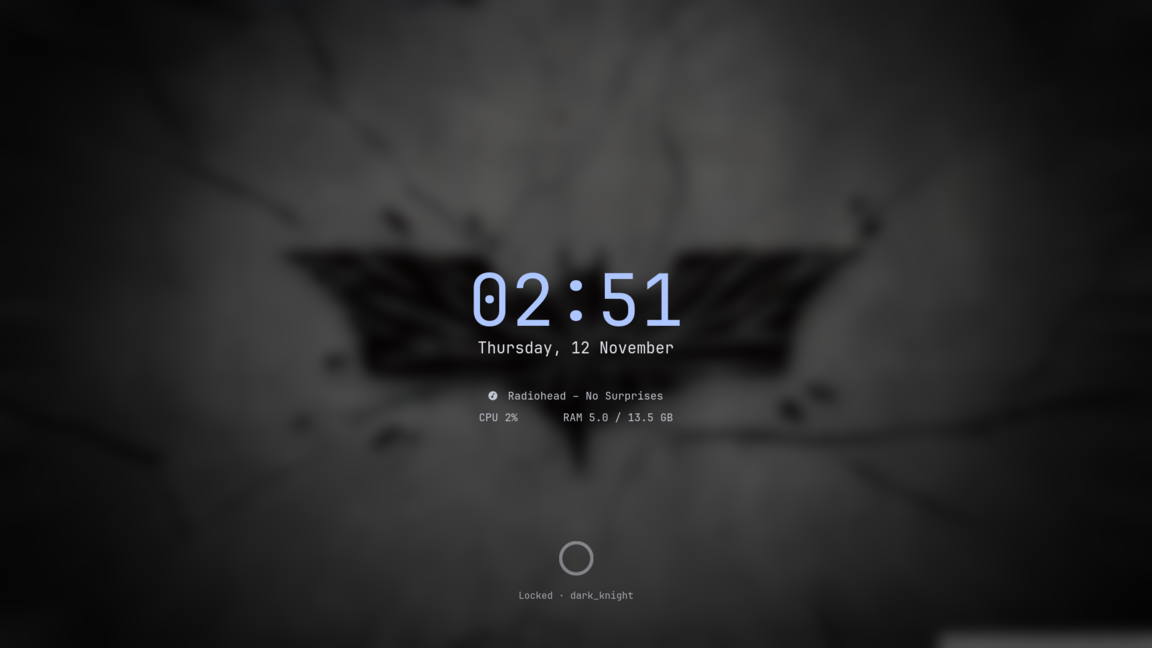 02:51
Thursday, 12 November
Radiohead – No Surprises
CPU 2% RAM 5.0 / 13.5 GB
Locked · dark_knight